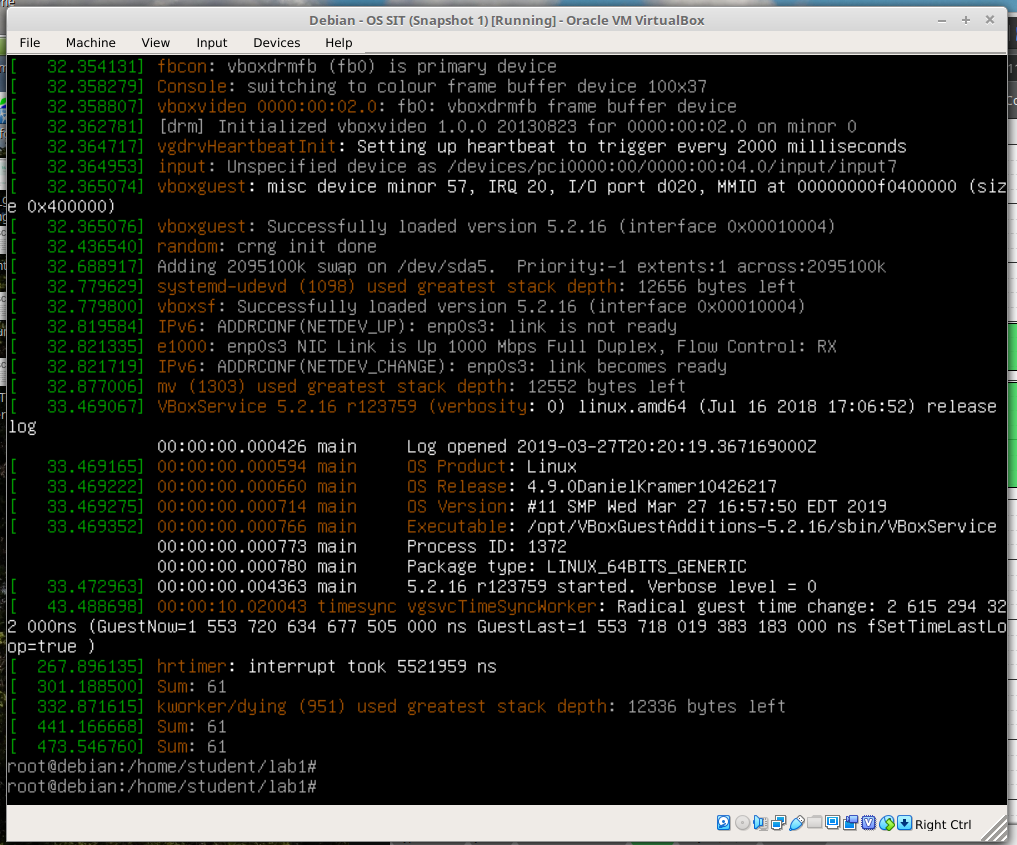 Debian - OS SIT (Snapshot 1) [Running] - Oracle VM VirtualBox
File Machine View Input Devices Help
[   32.354131] fbcon: vboxdrmfb (fb0) is primary device
[   32.358279] Console: switching to colour frame buffer device 100x37
[   32.358807] vboxvideo 0000:00:02.0: fb0: vboxdrmfb frame buffer device
[   32.362781] [drm] Initialized vboxvideo 1.0.0 20130823 for 0000:00:02.0 on minor 0
[   32.364717] vgdrvHeartbeatInit: Setting up heartbeat to trigger every 2000 milliseconds
[   32.364953] input: Unspecified device as /devices/pci0000:00/0000:00:04.0/input/input7
[   32.365074] vboxguest: misc device minor 57, IRQ 20, I/O port d020, MMIO at 00000000f0400000 (siz
e 0x400000)
[   32.365076] vboxguest: Successfully loaded version 5.2.16 (interface 0x00010004)
[   32.436540] random: crng init done
[   32.688917] Adding 2095100k swap on /dev/sda5.  Priority:-1 extents:1 across:2095100k
[   32.779629] systemd-udevd (1098) used greatest stack depth: 12656 bytes left
[   32.779800] vboxsf: Successfully loaded version 5.2.16 (interface 0x00010004)
[   32.819584] IPv6: ADDRCONF(NETDEV_UP): enp0s3: link is not ready
[   32.821335] e1000: enp0s3 NIC Link is Up 1000 Mbps Full Duplex, Flow Control: RX
[   32.821719] IPv6: ADDRCONF(NETDEV_CHANGE): enp0s3: link becomes ready
[   32.877006] mv (1303) used greatest stack depth: 12552 bytes left
[   33.469067] VBoxService 5.2.16 r123759 (verbosity: 0) linux.amd64 (Jul 16 2018 17:06:52) release
log
               00:00:00.000426 main     Log opened 2019-03-27T20:20:19.367169000Z
[   33.469165] 00:00:00.000594 main     OS Product: Linux
[   33.469222] 00:00:00.000660 main     OS Release: 4.9.0DanielKramer10426217
[   33.469275] 00:00:00.000714 main     OS Version: #11 SMP Wed Mar 27 16:57:50 EDT 2019
[   33.469352] 00:00:00.000766 main     Executable: /opt/VBoxGuestAdditions-5.2.16/sbin/VBoxService
               00:00:00.000773 main     Process ID: 1372
               00:00:00.000780 main     Package type: LINUX_64BITS_GENERIC
[   33.472963] 00:00:00.004363 main     5.2.16 r123759 started. Verbose level = 0
[   43.488698] 00:00:10.020043 timesync vgsvcTimeSyncWorker: Radical guest time change: 2 615 294 32
2 000ns (GuestNow=1 553 720 634 677 505 000 ns GuestLast=1 553 718 019 383 183 000 ns fSetTimeLastLo
op=true )
[  267.896135] hrtimer: interrupt took 5521959 ns
[  301.188500] Sum: 61
[  332.871615] kworker/dying (951) used greatest stack depth: 12336 bytes left
[  441.166668] Sum: 61
[  473.546760] Sum: 61
root@debian:/home/student/lab1#
root@debian:/home/student/lab1#
Right Ctrl